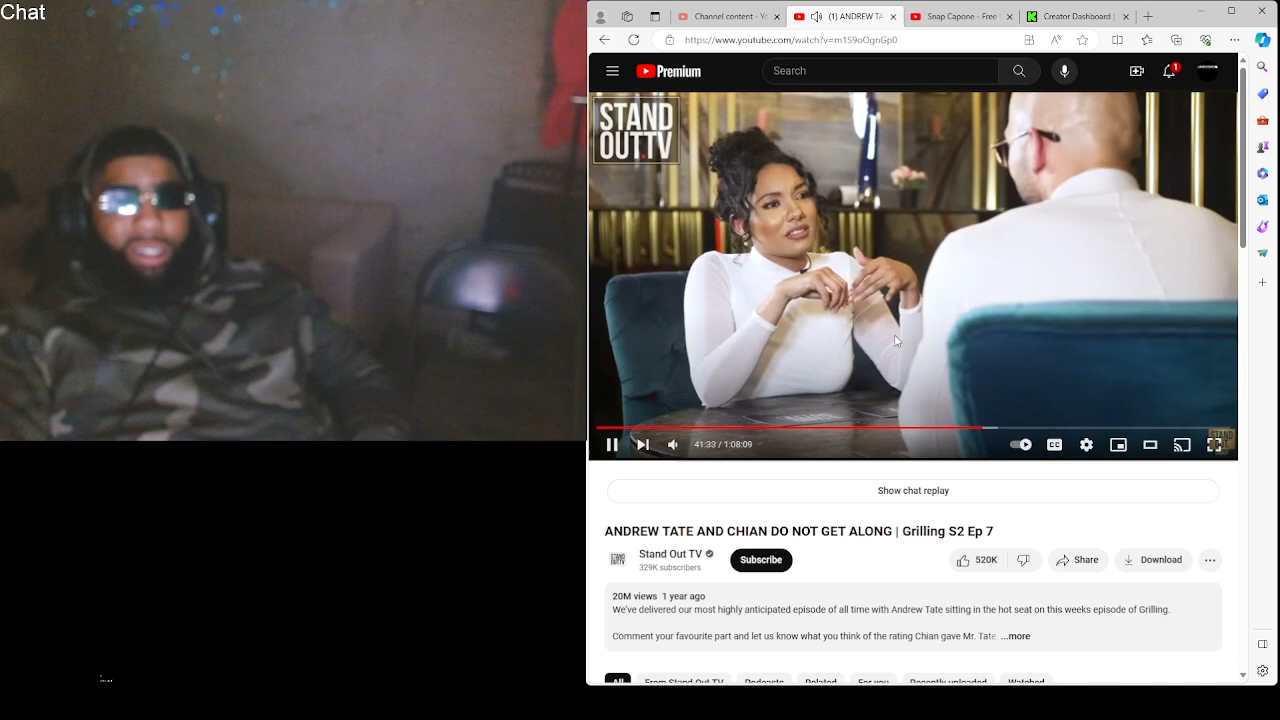 Chat
Channel content - Yo
(1) ANDREW TA
Snap Capone - Free
Creator Dashboard |
https://www.youtube.com/watch?v=m1S9oOgnGp0
Premium
Search
1
STAND
OUTTV
41:33 / 1:08:09
CC
STAND
OUT
Show chat replay
ANDREW TATE AND CHIAN DO NOT GET ALONG | Grilling S2 Ep 7
Stand Out TV
329K subscribers
Subscribe
520K
Share
Download
20M views 1 year ago
We've delivered our most highly anticipated episode of all time with Andrew Tate sitting in the hot seat on this weeks episode of Grilling.
Comment your favourite part and let us know what you think of the rating Chian gave Mr. Tate. ...more
All
From Stand Out TV
Podcasts
Related
For you
Recently uploaded
Watched